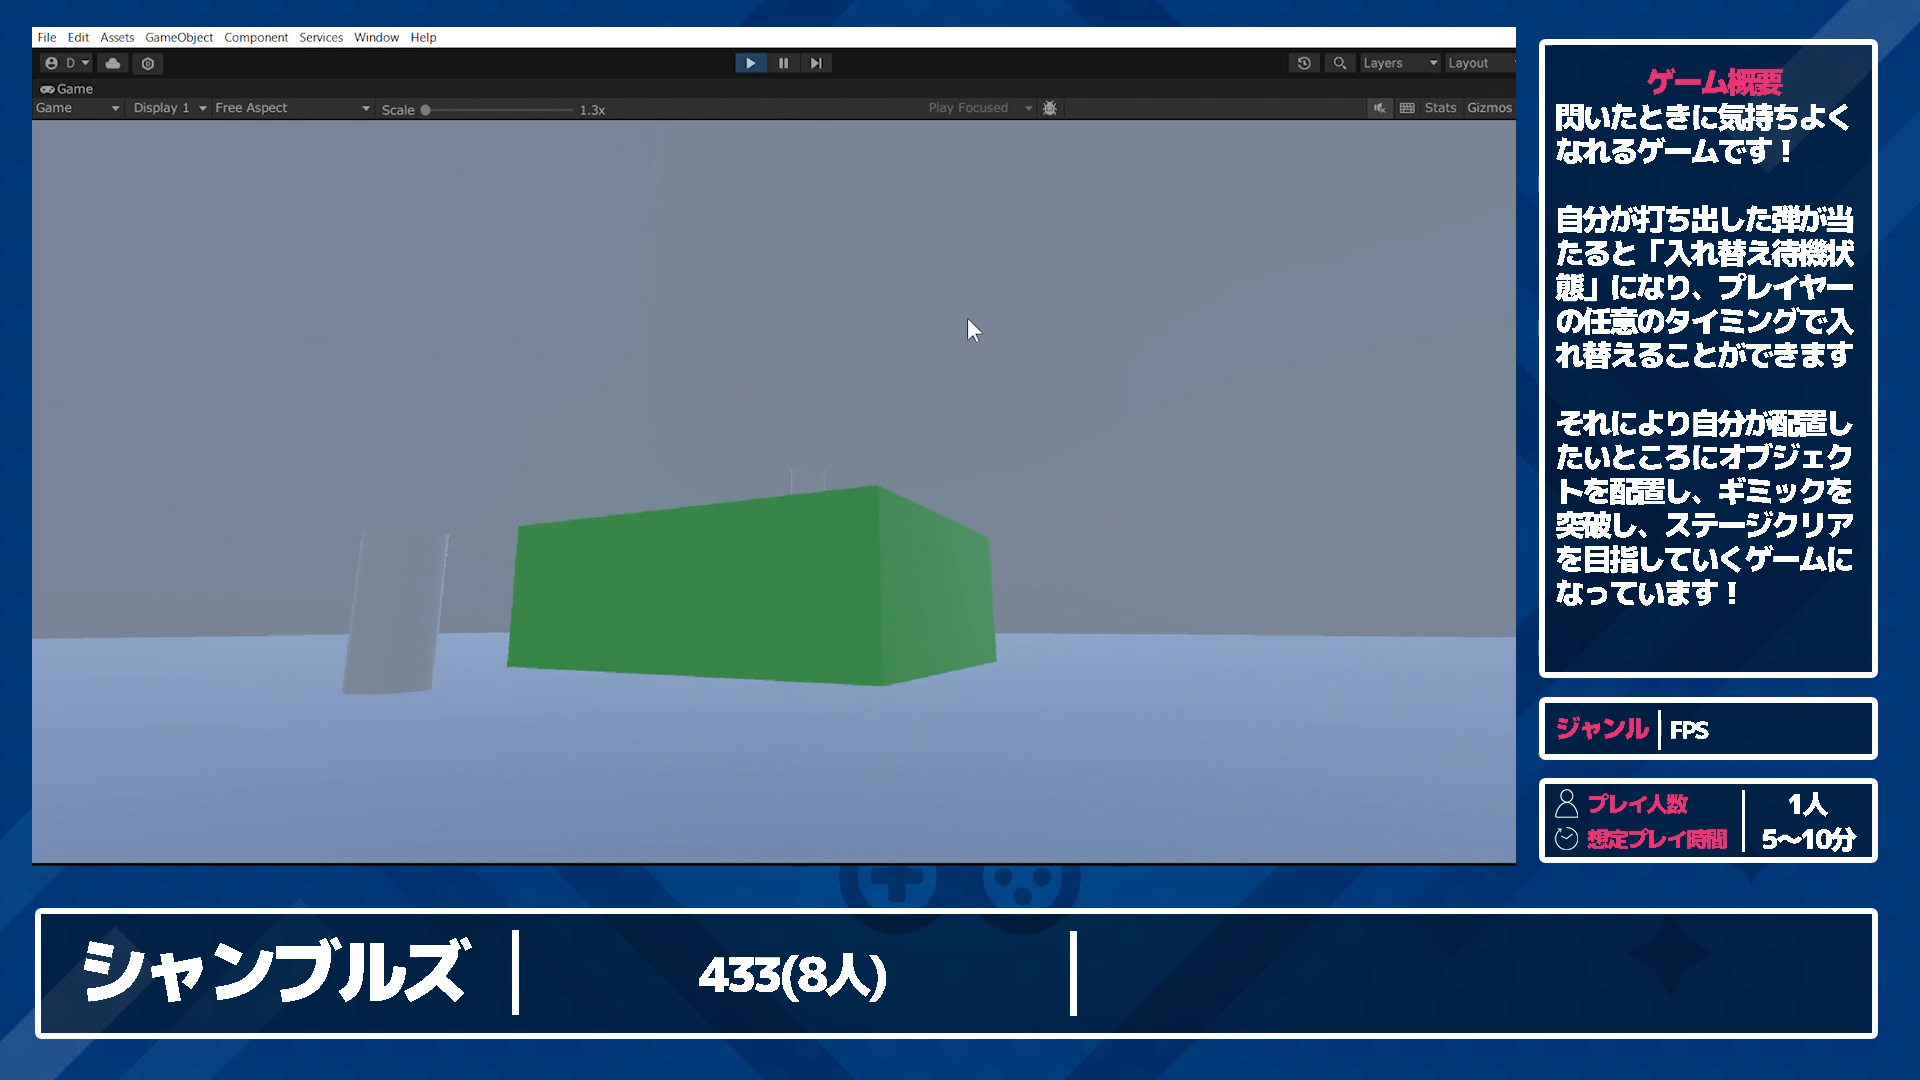 File Edit Assets GameObject Component Services Window Help
D Layers Layout
Game
Game Display 1 Free Aspect Scale 1.3x Play Focused Stats Gizmos
ゲーム概要
閃いたときに気持ちよく
なれるゲームです！
自分が打ち出した弾が当
たると「入れ替え待機状
態」になり、プレイヤー
の任意のタイミングで入
れ替えることができます
それにより自分が配置し
たいところにオブジェク
トを配置し、ギミックを
突破し、ステージクリア
を目指していくゲームに
なっています！
ジャンル FPS
プレイ人数 1人
想定プレイ時間 5〜10分
シャンブルズ 433(8人)